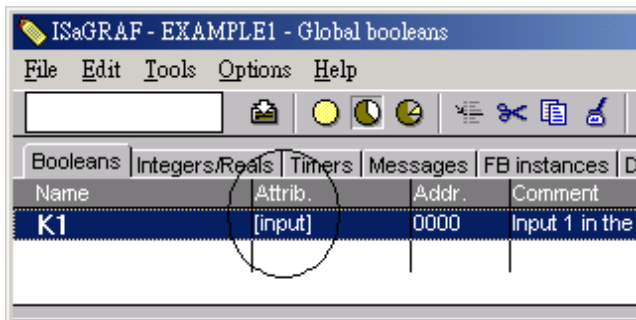 ISaGRAF - EXAMPLE1 - Global booleans
File Edit Tools Options Help
Booleans Integers/Reals Timers Messages FB instances D
Name Attrib. Addr. Comment
K1 [input] 0000 Input 1 in the